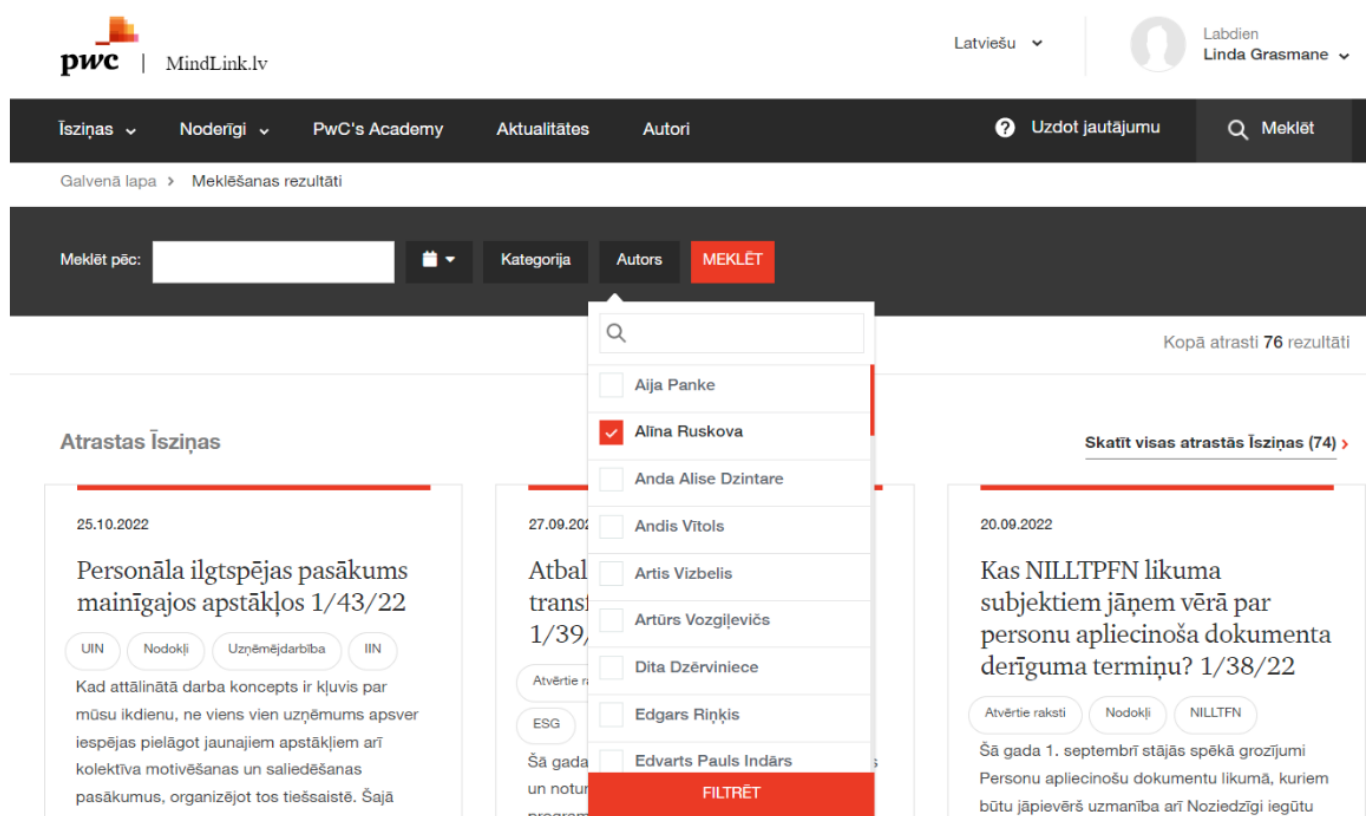 Latviešu
Labdien
Linda Grasmane
pwc | MindLink.lv
Īsziņas
Noderīgi
PwC's Academy
Aktualitātes
Autori
? Uzdot jautājumu
Meklēt
Galvenā lapa > Meklēšanas rezultāti
Meklēt pēc:
Kategorija
Autors
MEKLĒT
Kopā atrasti 76 rezultāti
Aija Panke
Alīna Ruskova
Anda Alise Dzintare
Andis Vītols
Artis Vizbelis
Artūrs Vozgiļevičs
Dita Dzērviniece
Edgars Riņķis
Edvarts Pauls Indārs
FILTRĒT
Atrastas Īsziņas
Skatīt visas atrastās Īsziņas (74) >
25.10.2022
Personāla ilgtspējas pasākums
mainīgajos apstākļos 1/43/22
UIN
Nodokļi
Uzņēmējdarbība
IIN
Kad attālinātā darba koncepts ir kļuvis par
mūsu ikdienu, ne viens vien uzņēmums apsver
iespējas pielāgot jaunajiem apstākļiem arī
kolektīva motivēšanas un saliedēšanas
pasākumus, organizējot tos tiešsaistē. Šajā
27.09.202
Atbal
trans
1/39/
Atvērtie ra
ESG
Šā gada
un notur
program
20.09.2022
Kas NILLTPFN likuma
subjektiem jāņem vērā par
personu apliecinoša dokumenta
derīguma termiņu? 1/38/22
Atvērtie raksti
Nodokļi
NILLTFN
Šā gada 1. septembrī stājās spēkā grozījumi
Personu apliecinošu dokumentu likumā, kuriem
būtu jāpievērš uzmanība arī Noziedzīgi iegūtu